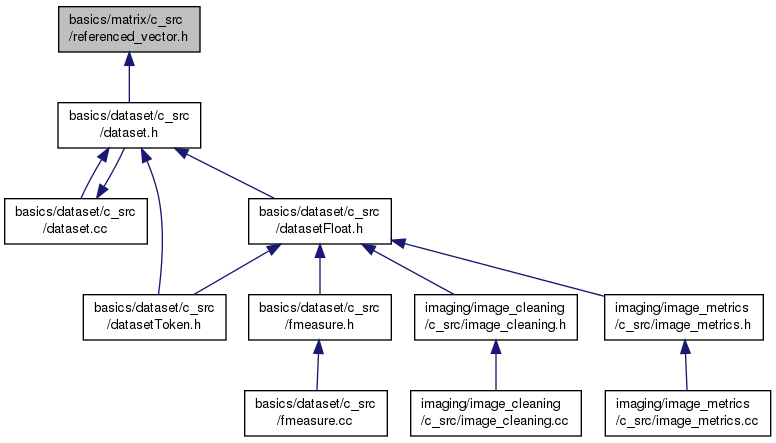 basics/matrix/c_src
/referenced_vector.h
basics/dataset/c_src
/dataset.h
basics/dataset/c_src
/dataset.cc
basics/dataset/c_src
/datasetFloat.h
basics/dataset/c_src
/datasetToken.h
basics/dataset/c_src
/fmeasure.h
imaging/image_cleaning
/c_src/image_cleaning.h
imaging/image_metrics
/c_src/image_metrics.h
basics/dataset/c_src
/fmeasure.cc
imaging/image_cleaning
/c_src/image_cleaning.cc
imaging/image_metrics
/c_src/image_metrics.cc